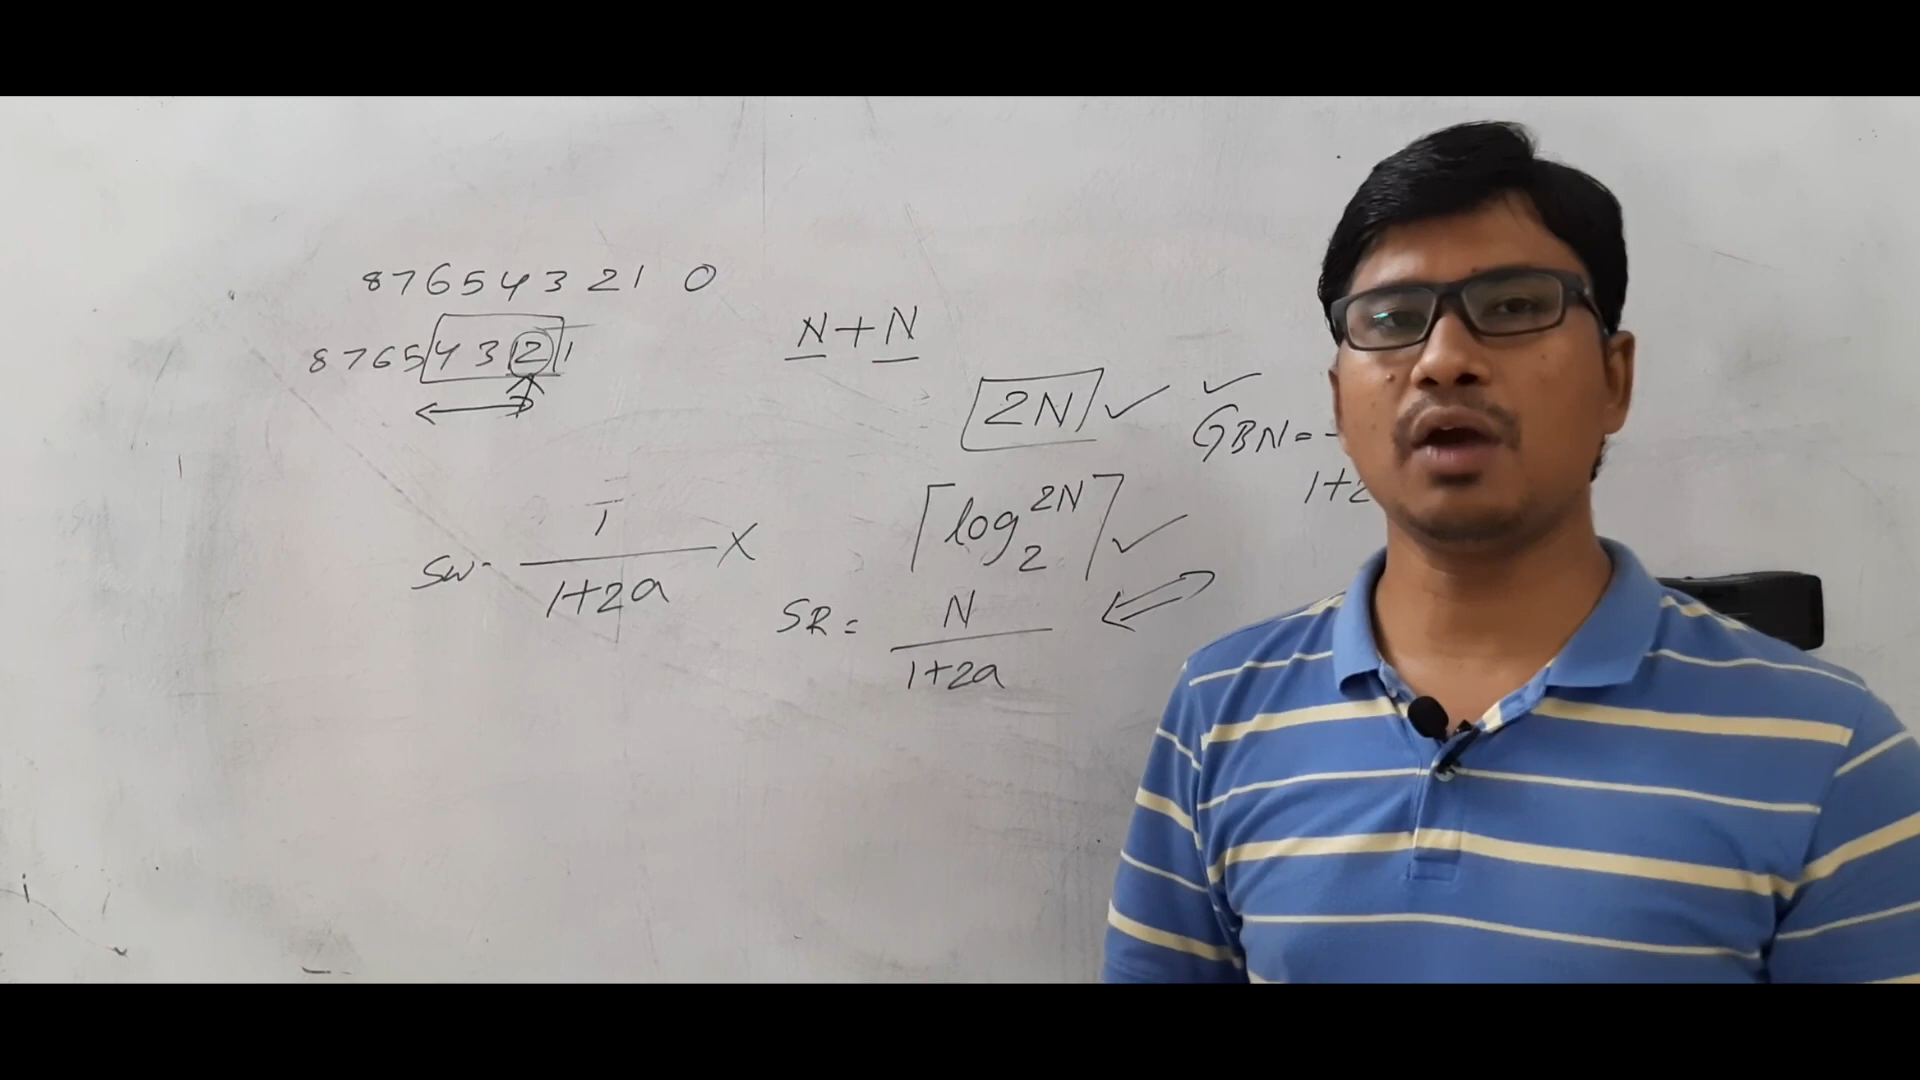 8 7 6 5 4 3 2 1 0
8 7 6 5 4 3 2 1
N + N
2N ✓ ✓
GBN =
1+2
⌈log₂ 2N⌉ ✓
SW - 1 / 1+2a X
SR = N / 1+2a